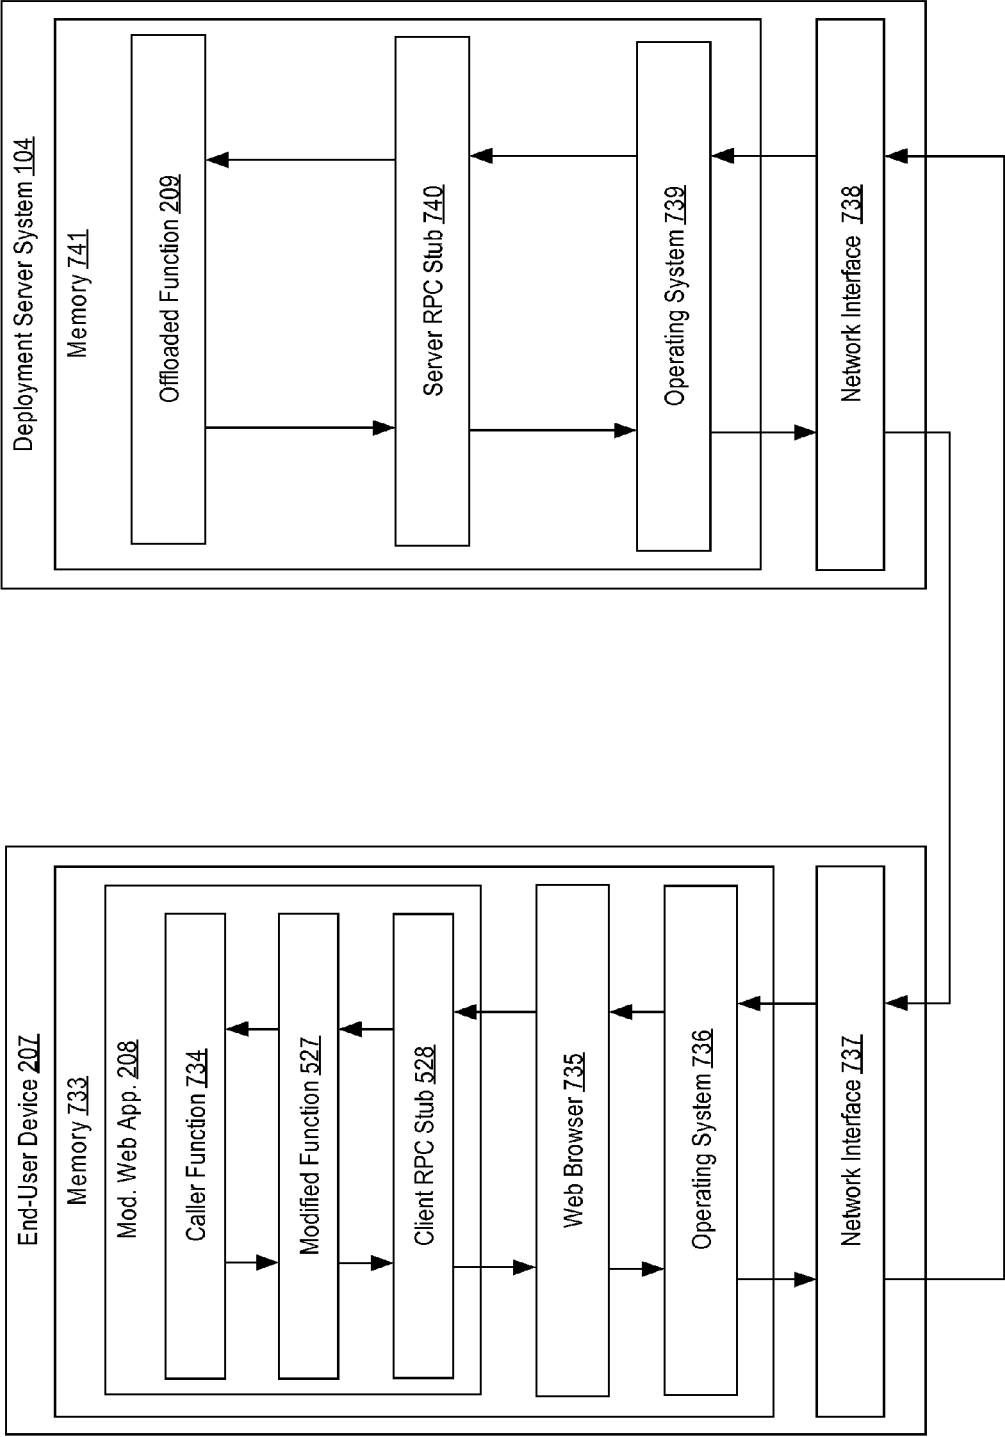 End-User Device 207
Memory 733
Mod. Web App. 208
Caller Function 734
Modified Function 527
Client RPC Stub 528
Web Browser 735
Operating System 736
Network Interface 737
Deployment Server System 104
Memory 741
Offloaded Function 209
Server RPC Stub 740
Operating System 739
Network Interface 738